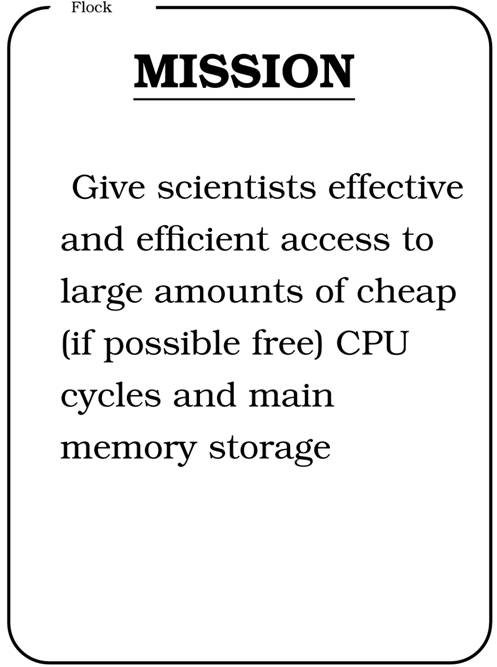 Flock
MISSION
Give scientists effective
and efficient access to
large amounts of cheap
(if possible free) CPU
cycles and main
memory storage